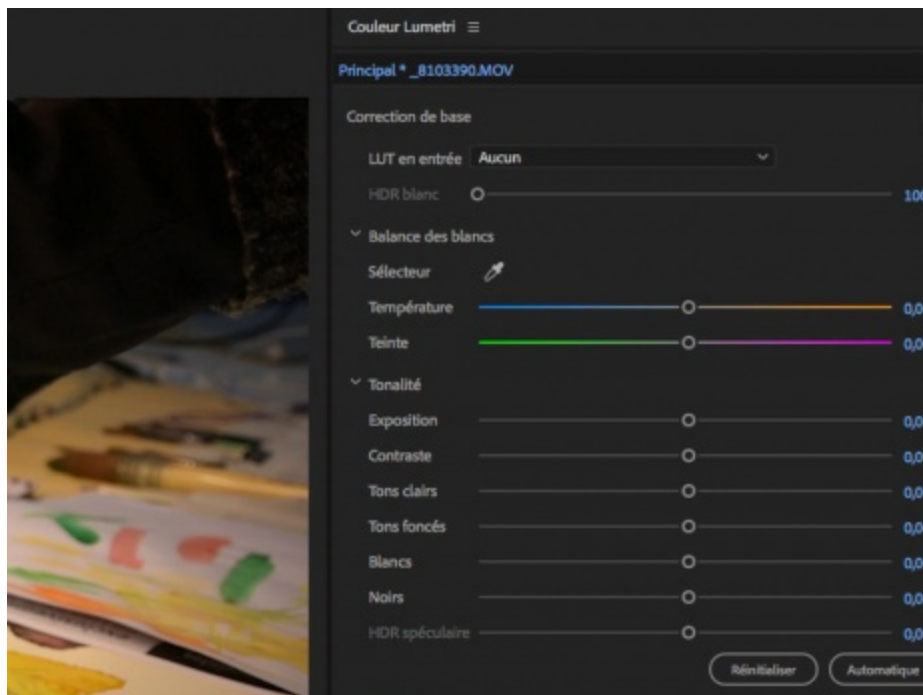 Couleur Lumetri
Principal * _8103390.MOV
Correction de base
LUT en entrée Aucun
HDR blanc 100
Balance des blancs
Sélecteur
Température 0,0
Teinte 0,0
Tonalité
Exposition 0,0
Contraste 0,0
Tons clairs 0,0
Tons foncés 0,0
Blancs 0,0
Noirs 0,0
HDR spéculaire 0,0
Réinitialiser Automatique